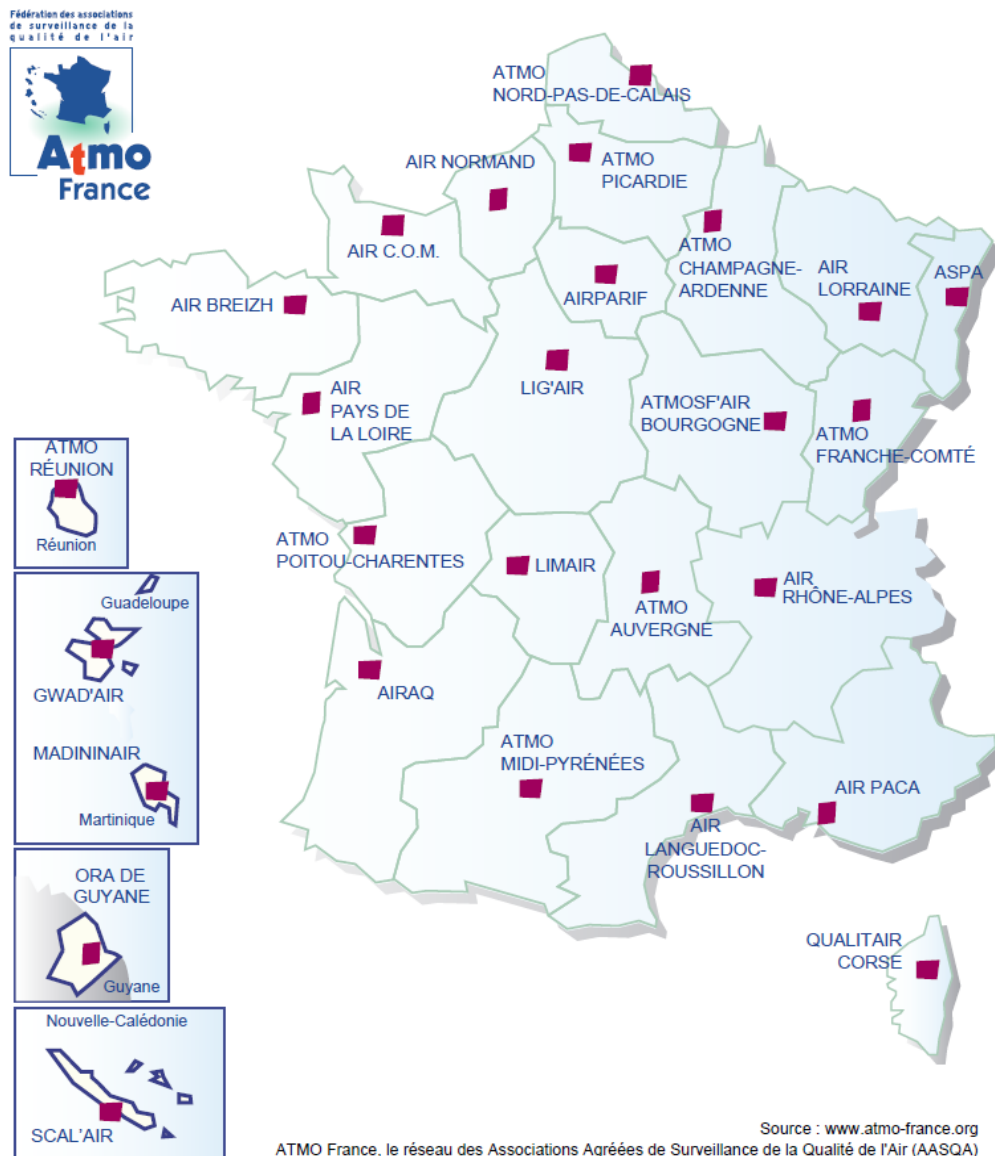 Fédération des associations
de surveillance de la
qualité de l'air
Atmo
France
ATMO
NORD-PAS-DE-CALAIS
AIR NORMAND
ATMO
PICARDIE
AIR C.O.M.
ATMO
CHAMPAGNE-
ARDENNE
AIR
LORRAINE
ASPA
AIRPARIF
AIR BREIZH
LIG'AIR
AIR
PAYS DE
LA LOIRE
ATMOSF'AIR
BOURGOGNE
ATMO
FRANCHE-COMTÉ
ATMO
RÉUNION
Réunion
ATMO
POITOU-CHARENTES
LIMAIR
ATMO
AUVERGNE
AIR
RHÔNE-ALPES
Guadeloupe
GWAD'AIR
MADININAIR
Martinique
AIRAQ
ATMO
MIDI-PYRÉNÉES
AIR PACA
AIR
LANGUEDOC-
ROUSSILLON
ORA DE
GUYANE
Guyane
QUALITAIR
CORSE
Nouvelle-Calédonie
SCAL'AIR
Source : www.atmo-france.org
ATMO France, le réseau des Associations Agréées de Surveillance de la Qualité de l'Air (AASQA)